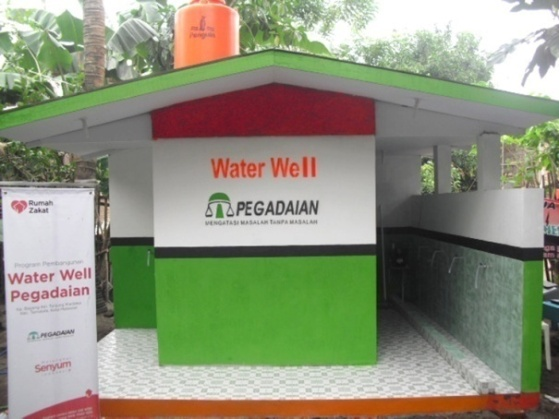 Water Well
PEGADAIAN
MENGATASI MASALAH TANPA MASALAH
Rumah
Zakat
Program Pembangunan
Water Well
Pegadaian
PEGADAIAN
Senyum